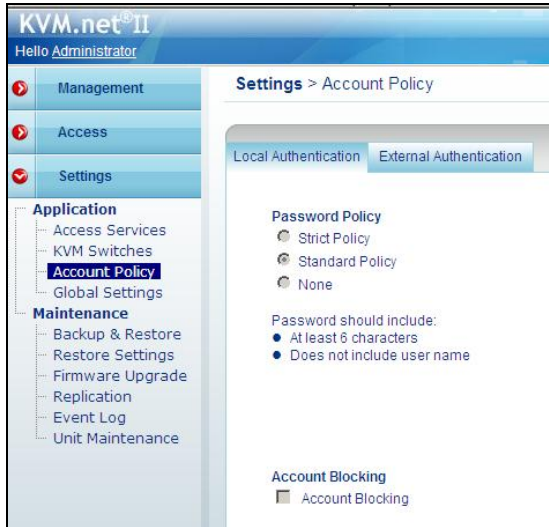 KVM.net®II
Hello Administrator
Management
Access
Settings
Application
Access Services
KVM Switches
Account Policy
Global Settings
Maintenance
Backup & Restore
Restore Settings
Firmware Upgrade
Replication
Event Log
Unit Maintenance
Settings > Account Policy
Local Authentication External Authentication
Password Policy
Strict Policy
Standard Policy
None
Password should include:
At least 6 characters
Does not include user name
Account Blocking
Account Blocking